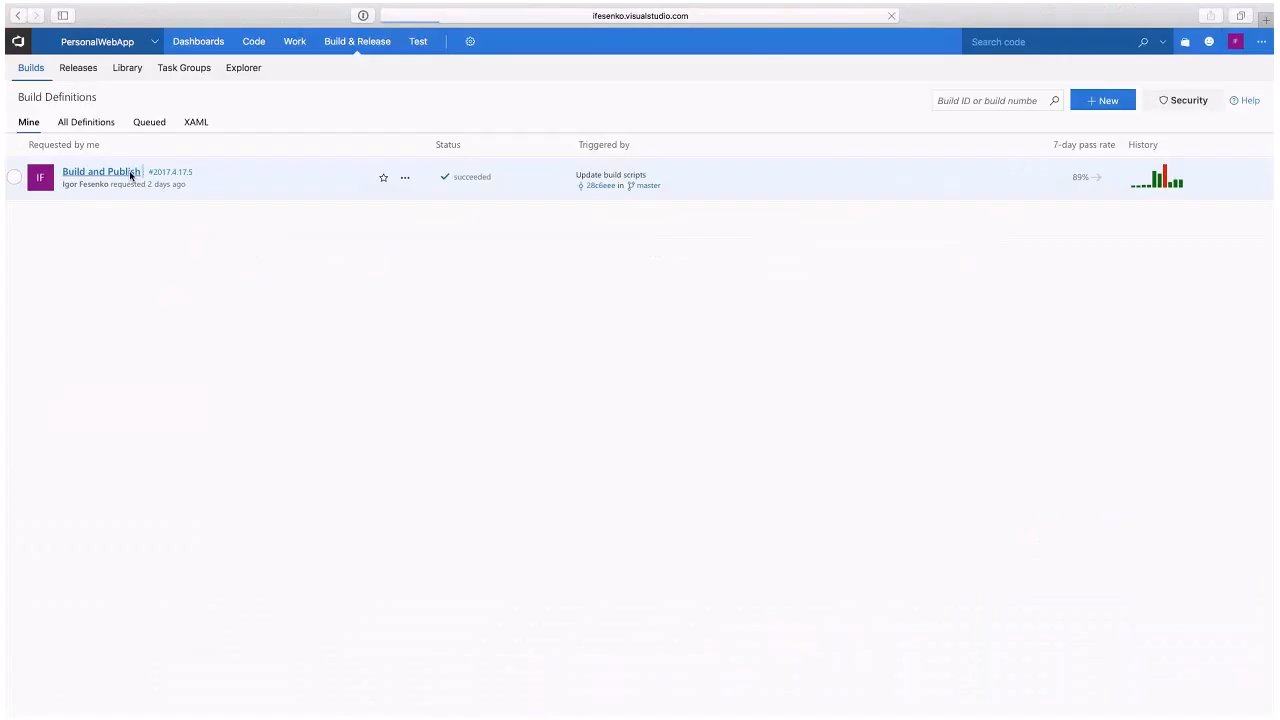 ifesenko.visualstudio.com
PersonalWebApp Dashboards Code Work Build & Release Test Search code IF
Builds Releases Library Task Groups Explorer
Build Definitions
Build ID or build numbe + New Security Help
Mine All Definitions Queued XAML
Requested by me Status Triggered by 7-day pass rate History
IF Build and Publish #2017.4.17.5 succeeded Update build scripts 89%
Igor Fesenko requested 2 days ago 28c6eee in master